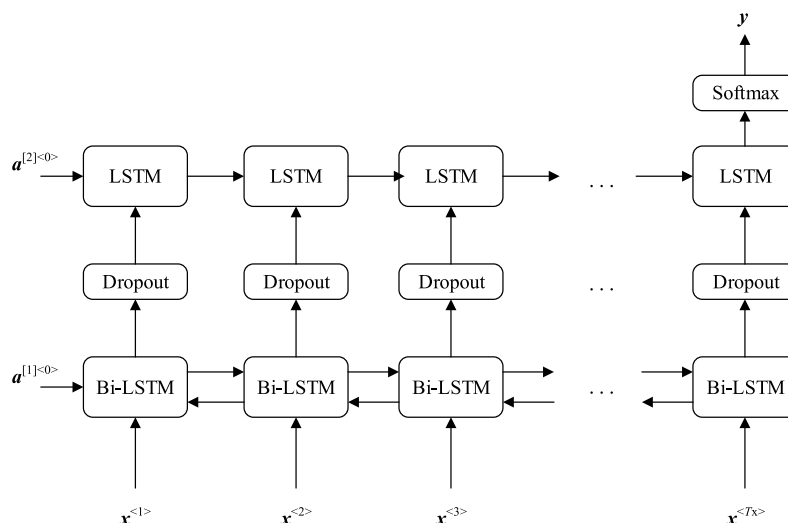 y
Softmax
a[2]<0> LSTM LSTM LSTM . . . LSTM
Dropout Dropout Dropout . . . Dropout
a[1]<0> Bi-LSTM Bi-LSTM Bi-LSTM . . . Bi-LSTM
x<1> x<2> x<3> x<Tx>